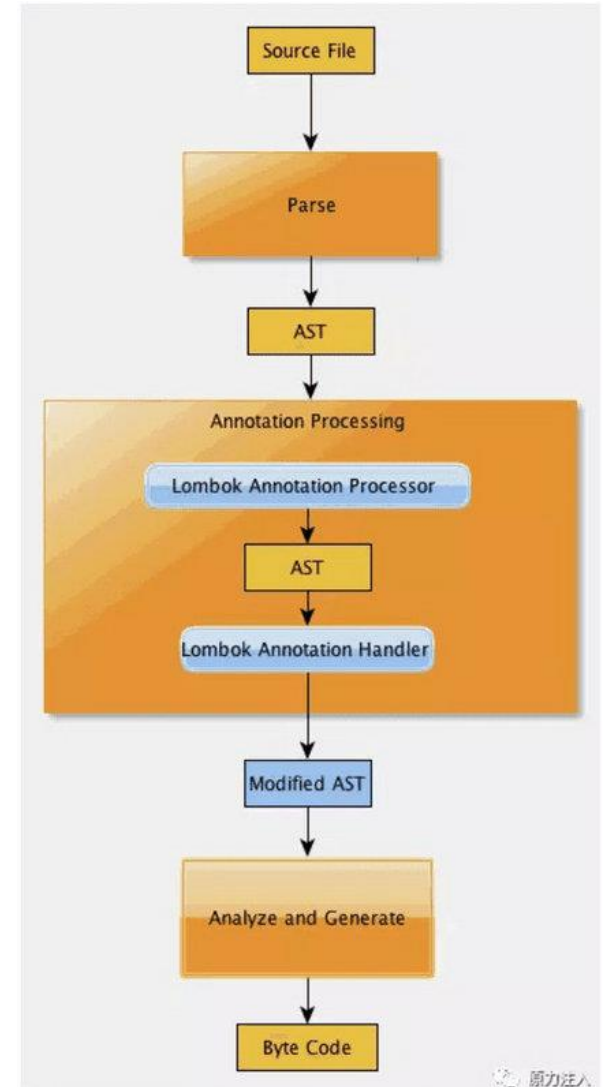 Source File
Parse
AST
Annotation Processing
Lombok Annotation Processor
AST
Lombok Annotation Handler
Modified AST
Analyze and Generate
Byte Code
原力注入